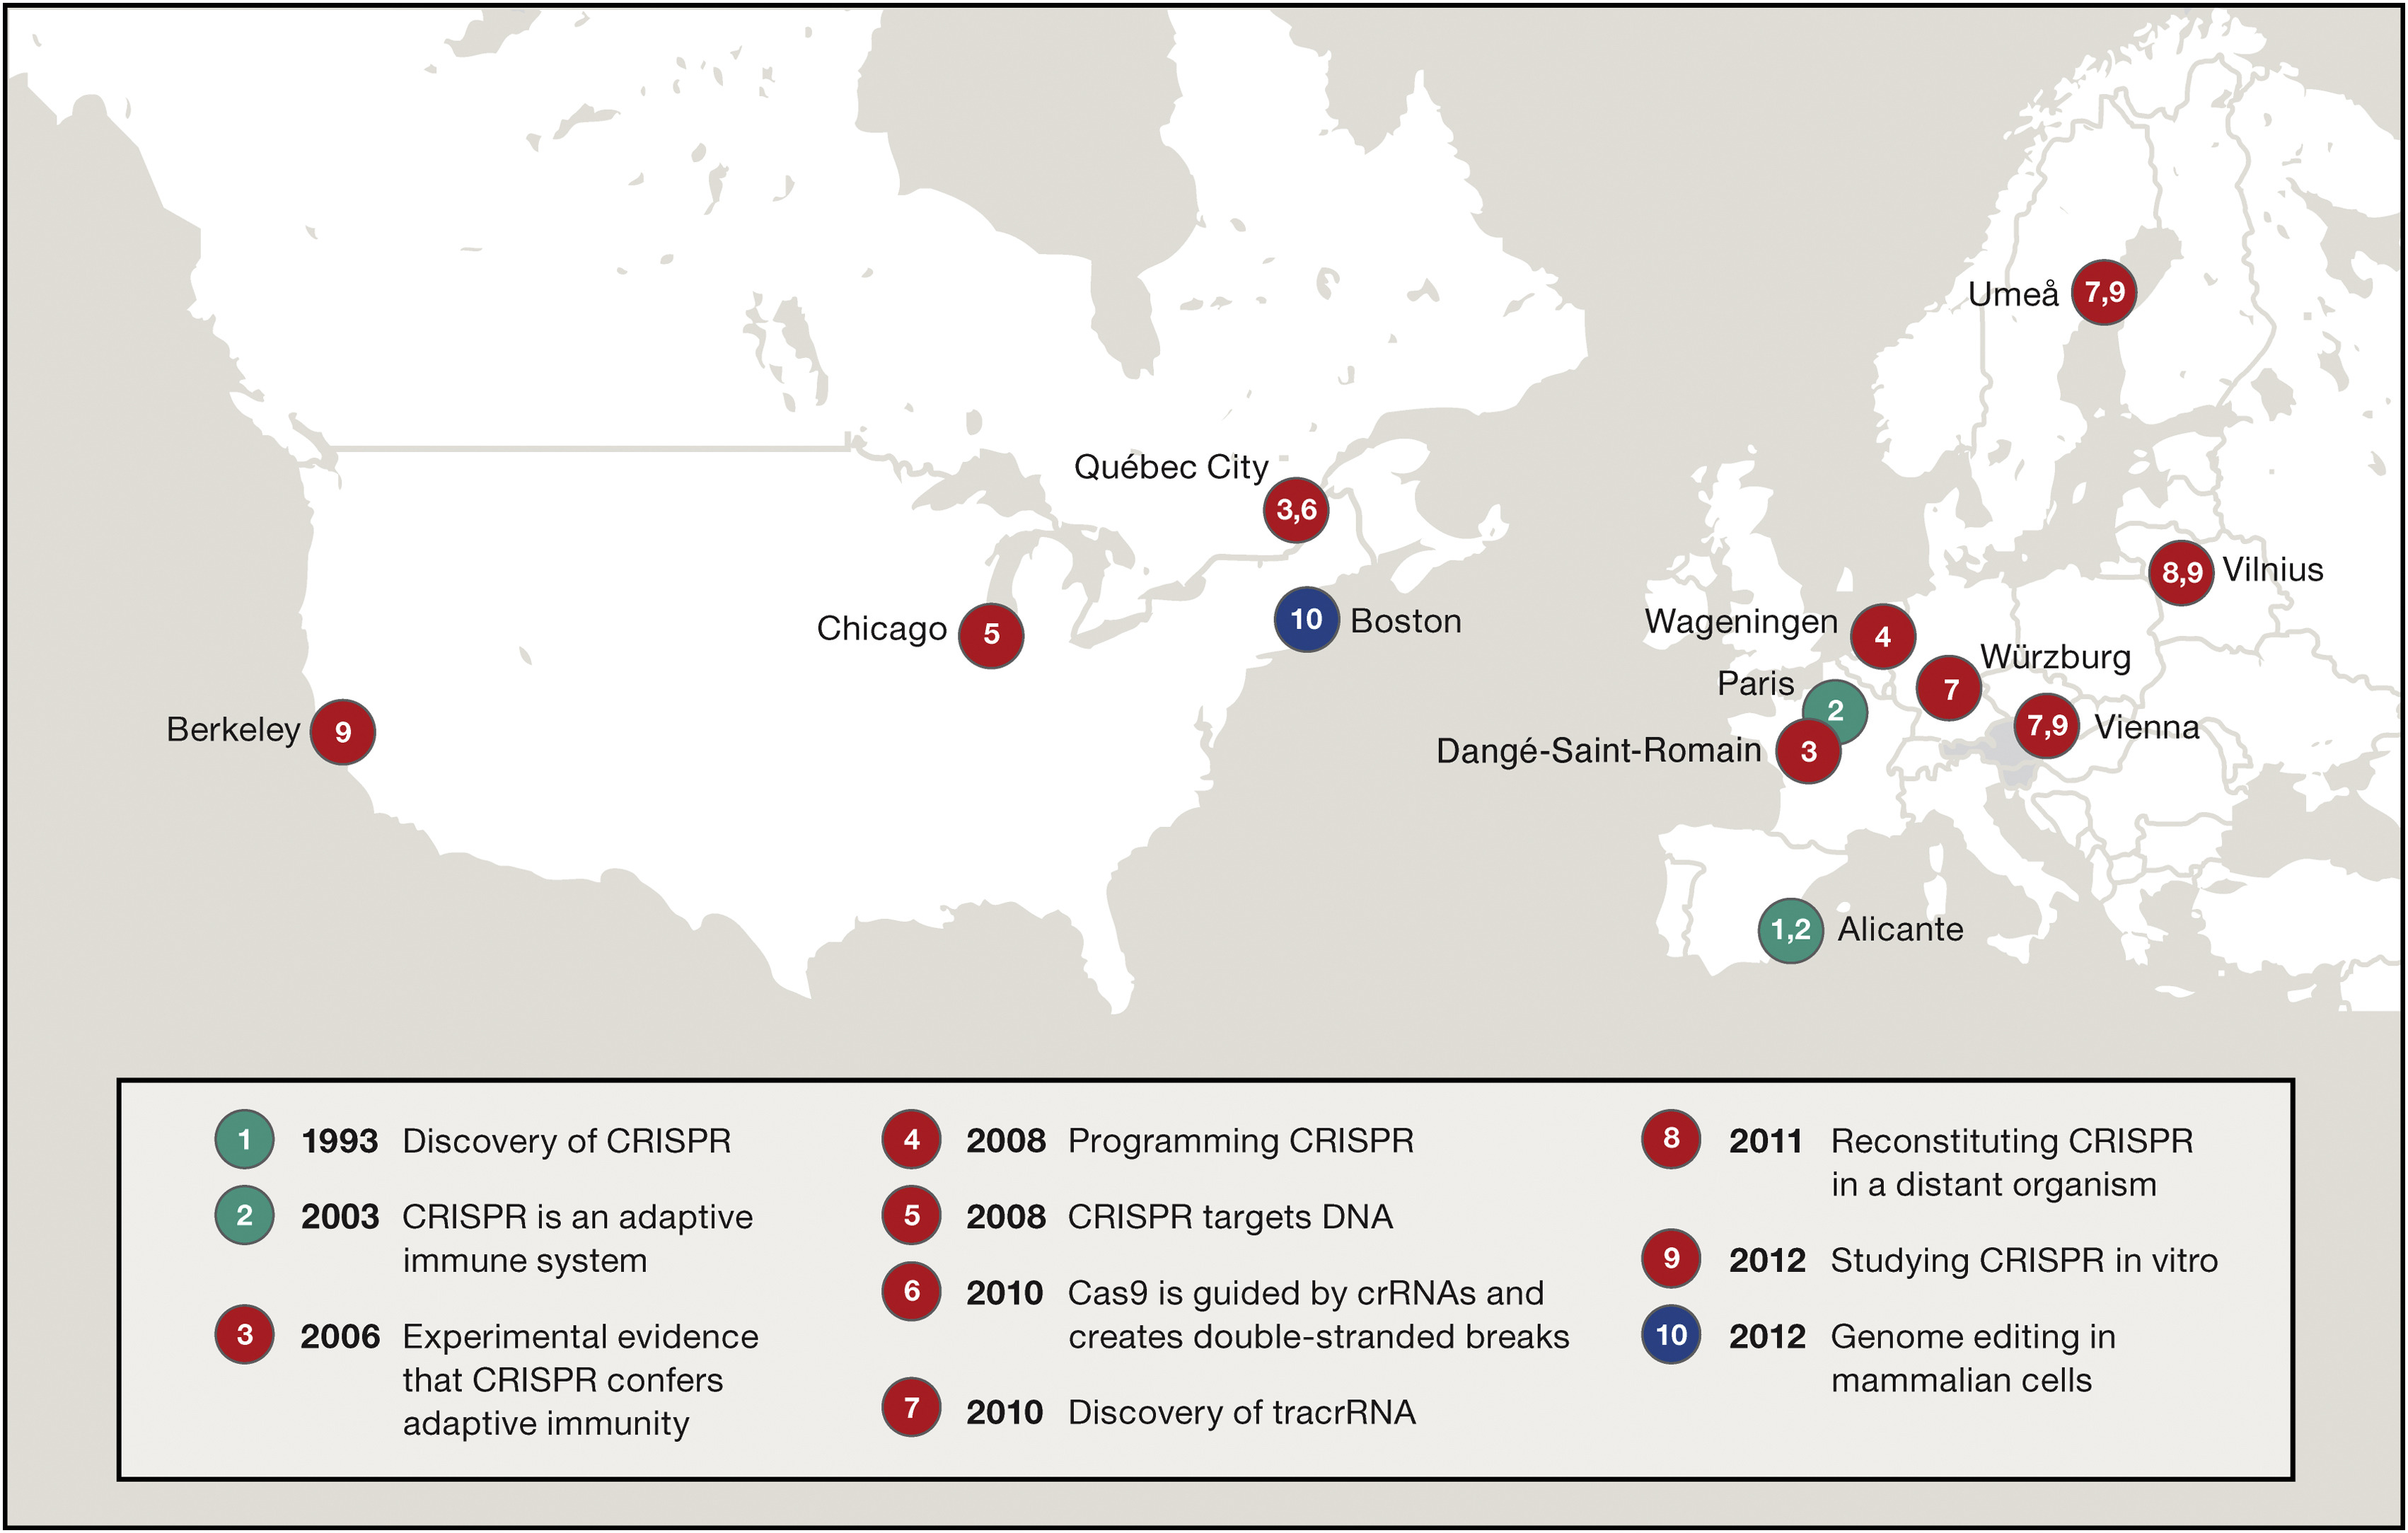 Umeå 7,9
Québec City
3,6
8,9 Vilnius
Chicago 5
10 Boston
Wageningen 4
Würzburg
7
Paris
2
Berkeley 9
7,9 Vienna
Dangé-Saint-Romain 3
1,2 Alicante
1 1993 Discovery of CRISPR
2 2003 CRISPR is an adaptive
immune system
3 2006 Experimental evidence
that CRISPR confers
adaptive immunity
4 2008 Programming CRISPR
5 2008 CRISPR targets DNA
6 2010 Cas9 is guided by crRNAs and
creates double-stranded breaks
7 2010 Discovery of tracrRNA
8 2011 Reconstituting CRISPR
in a distant organism
9 2012 Studying CRISPR in vitro
10 2012 Genome editing in
mammalian cells